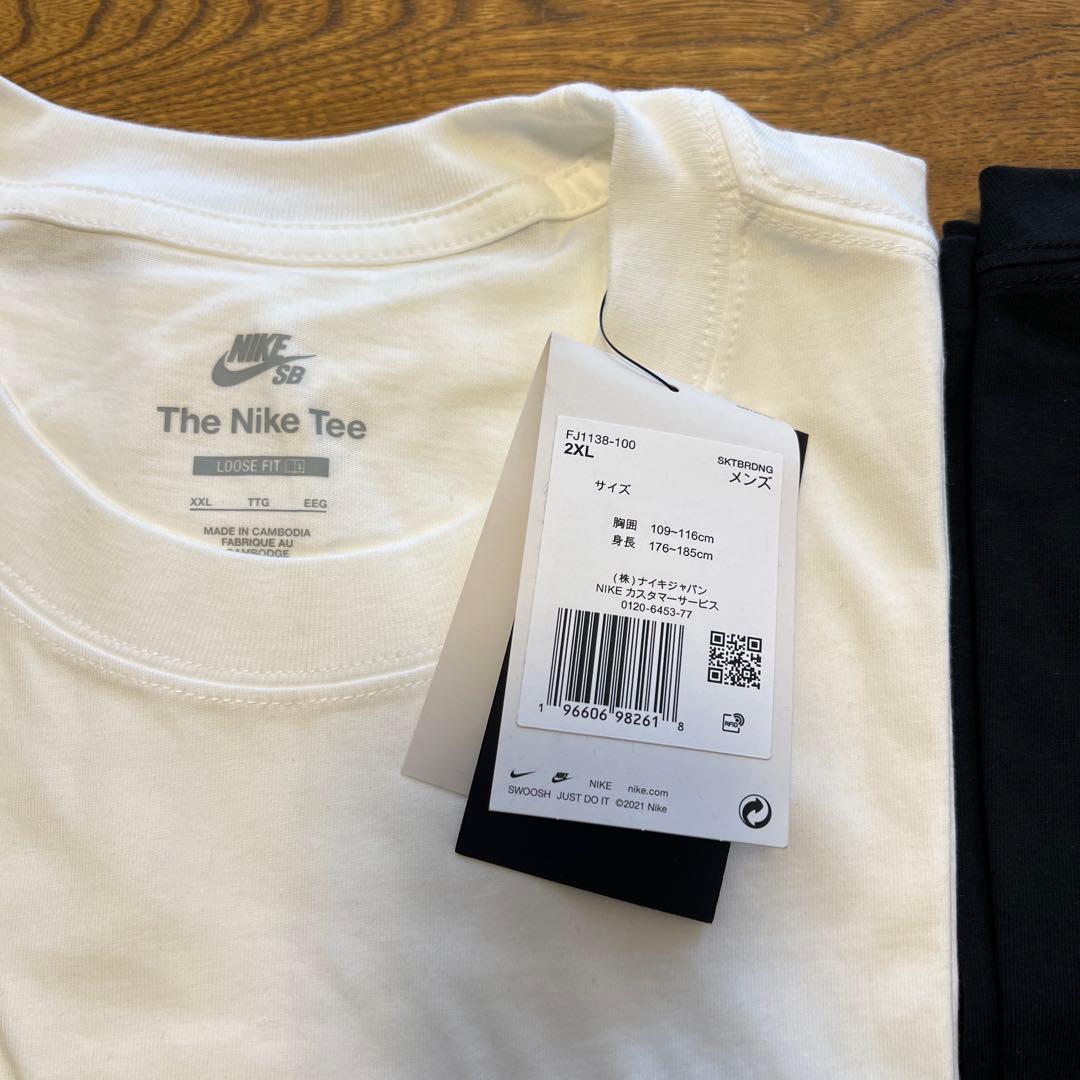 NIKE
SB
The Nike Tee
LOOSE FIT
XXL TTG EEG
MADE IN CAMBODIA
FABRIQUE AU
CAMBODGE
FJ1138-100
2XL
SKTBRDNG
メンズ
サイズ
胸囲 109~116cm
身長 176~185cm
(株)ナイキジャパン
NIKE カスタマーサービス
0120-6453-77
1 96606 98261 8
RFID
NIKE nike.com
SWOOSH JUST DO IT ©2021 Nike